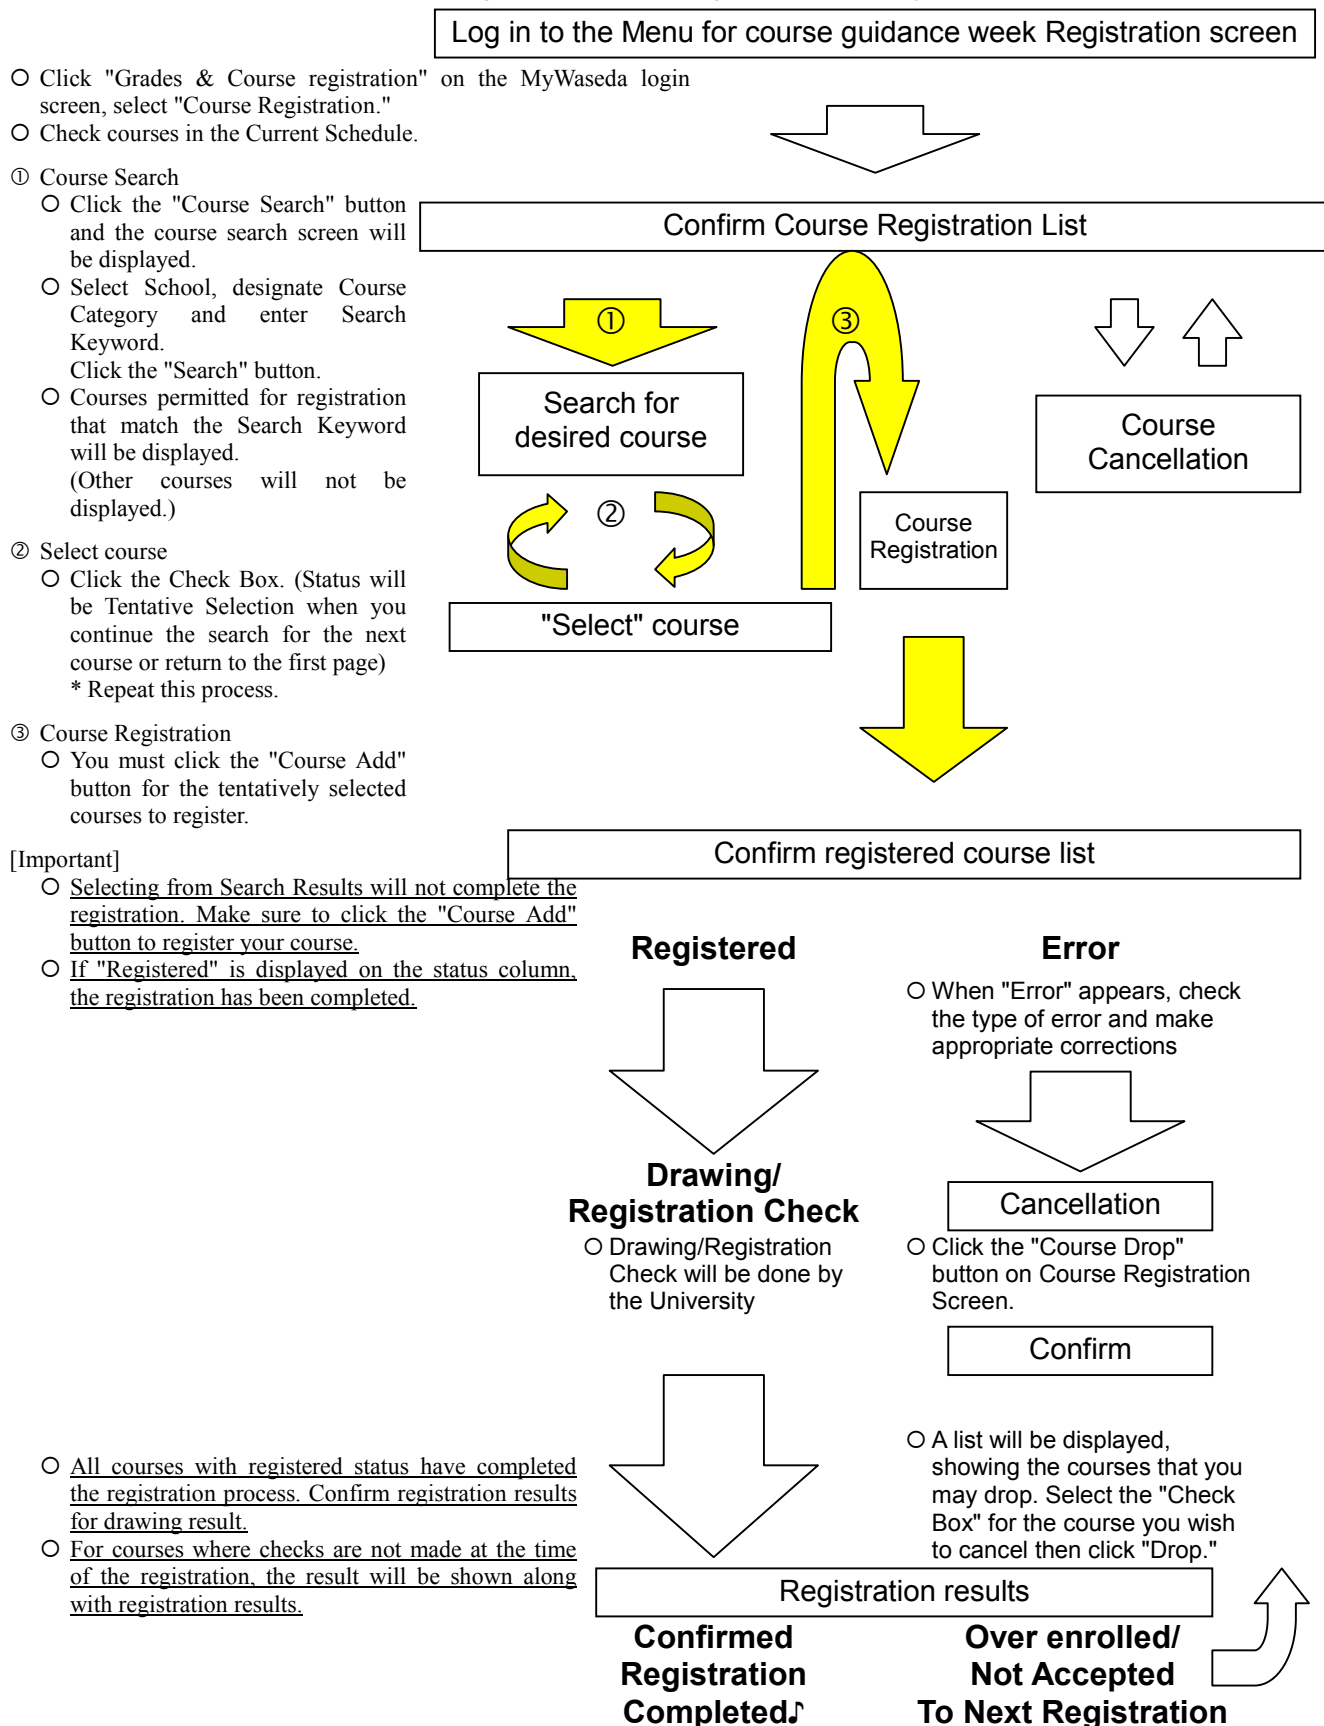 Log in to the Menu for course guidance week Registration screen
○ Click "Grades & Course registration" on the MyWaseda login
screen, select "Course Registration."
○ Check courses in the Current Schedule.
① Course Search
○ Click the "Course Search" button
and the course search screen will
be displayed.
○ Select School, designate Course
Category and enter Search
Keyword.
Click the "Search" button.
○ Courses permitted for registration
that match the Search Keyword
will be displayed.
(Other courses will not be
displayed.)
② Select course
○ Click the Check Box. (Status will
be Tentative Selection when you
continue the search for the next
course or return to the first page)
* Repeat this process.
③ Course Registration
○ You must click the "Course Add"
button for the tentatively selected
courses to register.
[Important]
○ Selecting from Search Results will not complete the
registration. Make sure to click the "Course Add"
button to register your course.
○ If "Registered" is displayed on the status column,
the registration has been completed.
○ All courses with registered status have completed
the registration process. Confirm registration results
for drawing result.
○ For courses where checks are not made at the time
of the registration, the result will be shown along
with registration results.
Confirm Course Registration List
①
③
Search for
desired course
②
"Select" course
Course
Registration
Course
Cancellation
Confirm registered course list
Registered
Drawing/
Registration Check
○ Drawing/Registration
Check will be done by
the University
Error
○ When "Error" appears, check
the type of error and make
appropriate corrections
Cancellation
○ Click the "Course Drop"
button on Course Registration
Screen.
Confirm
○ A list will be displayed,
showing the courses that you
may drop. Select the "Check
Box" for the course you wish
to cancel then click "Drop."
Registration results
Confirmed
Registration
Completed♪
Over enrolled/
Not Accepted
To Next Registration